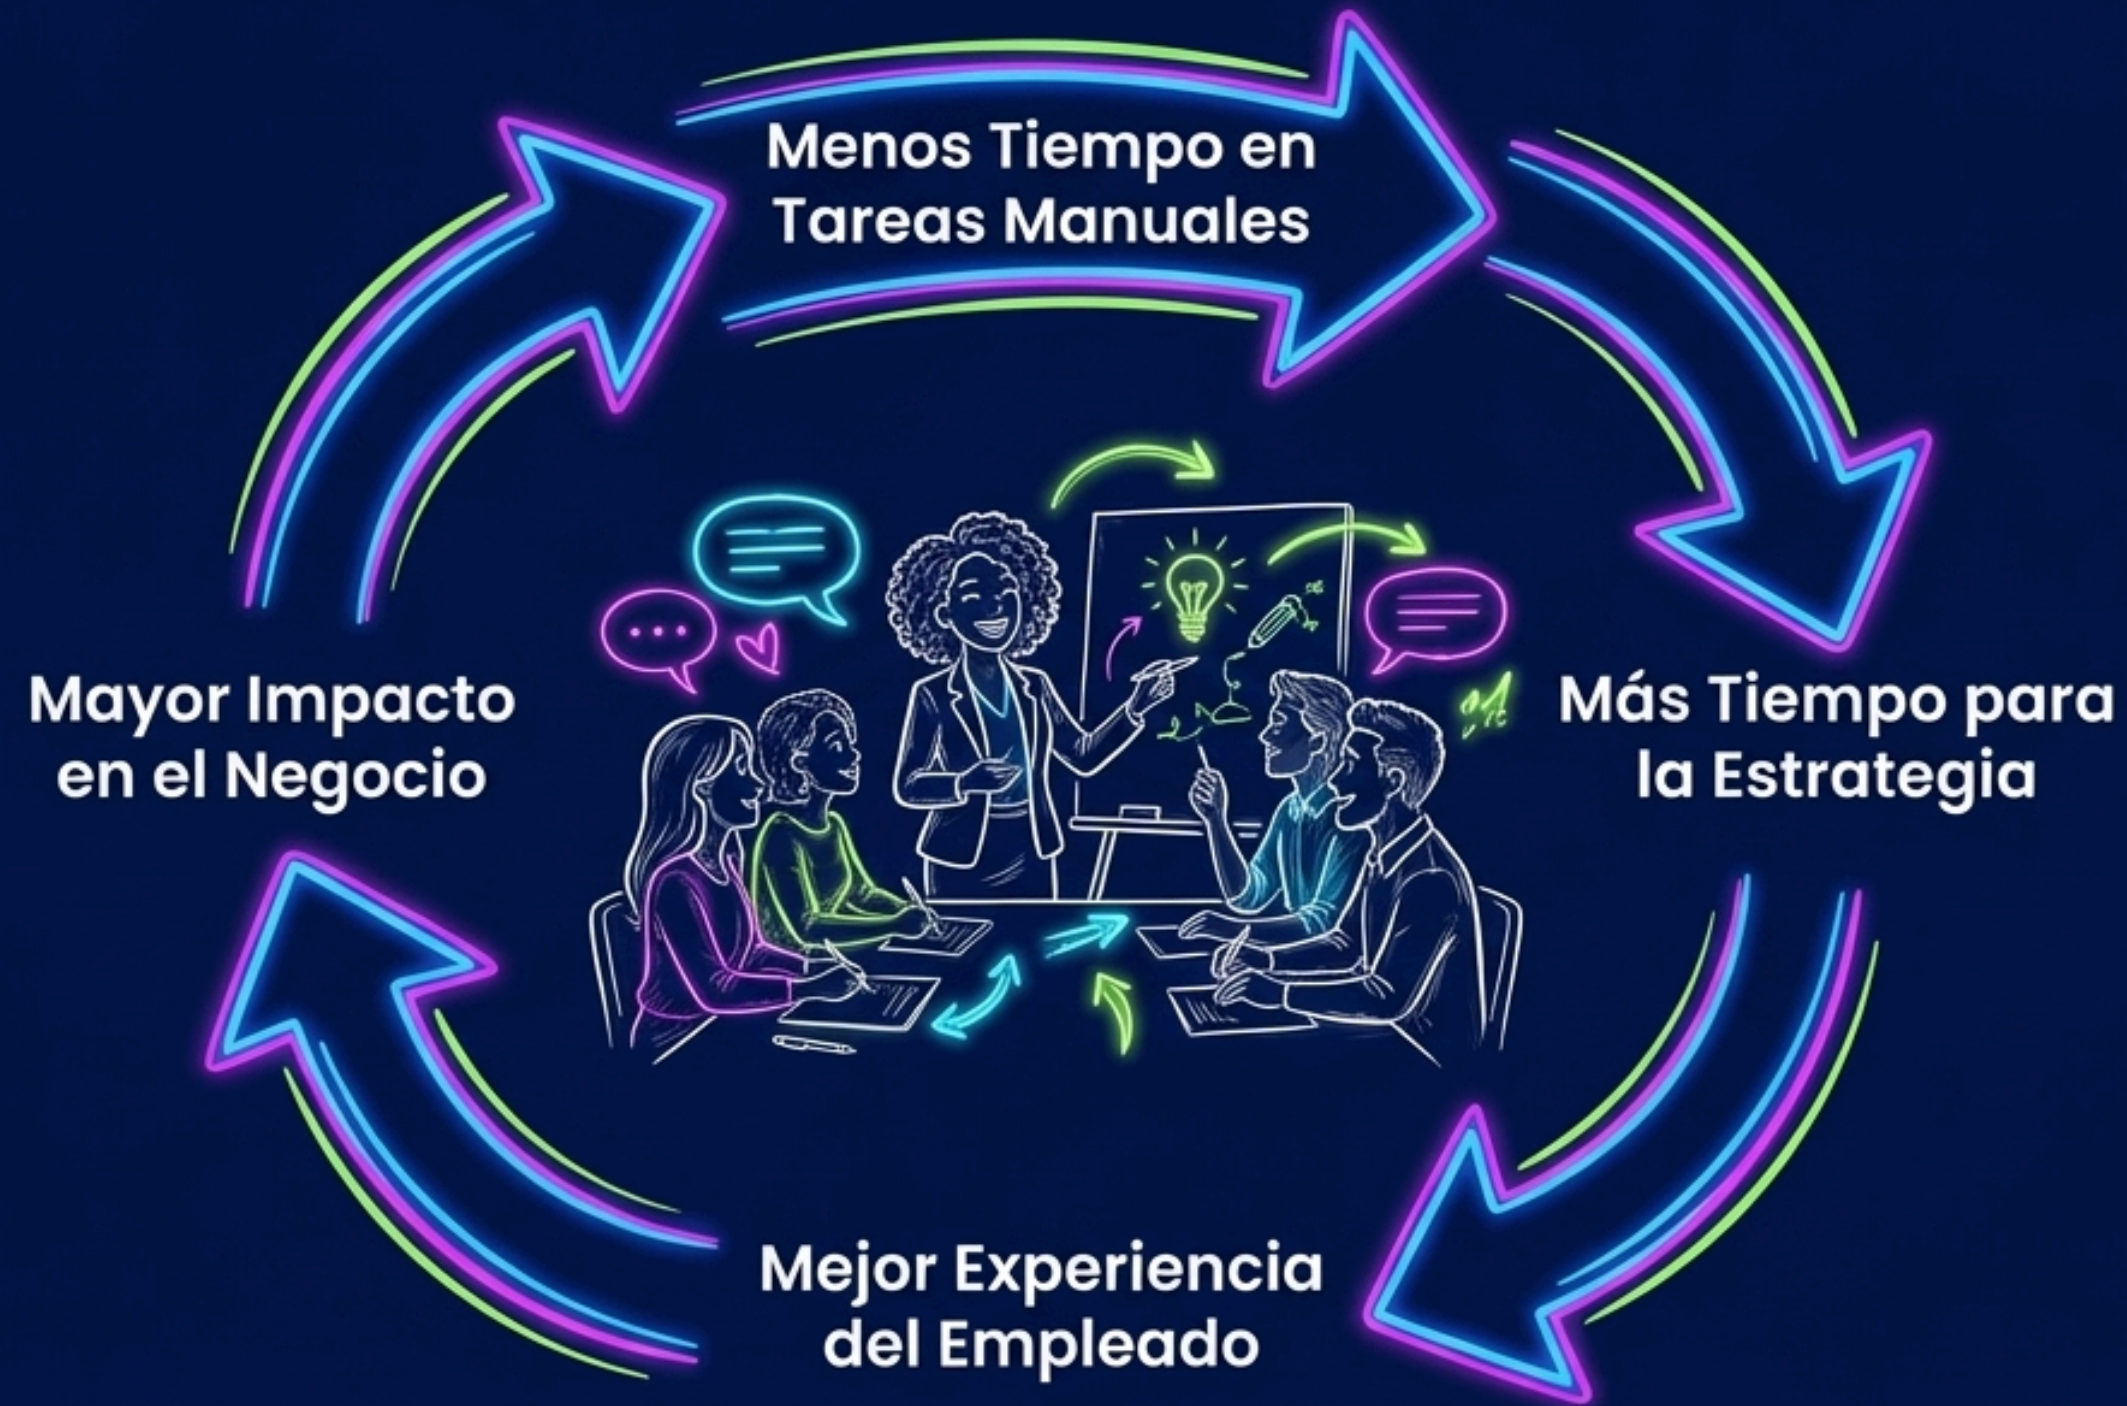 Menos Tiempo en
Tareas Manuales
Más Tiempo para
la Estrategia
Mejor Experiencia
del Empleado
Mayor Impacto
en el Negocio